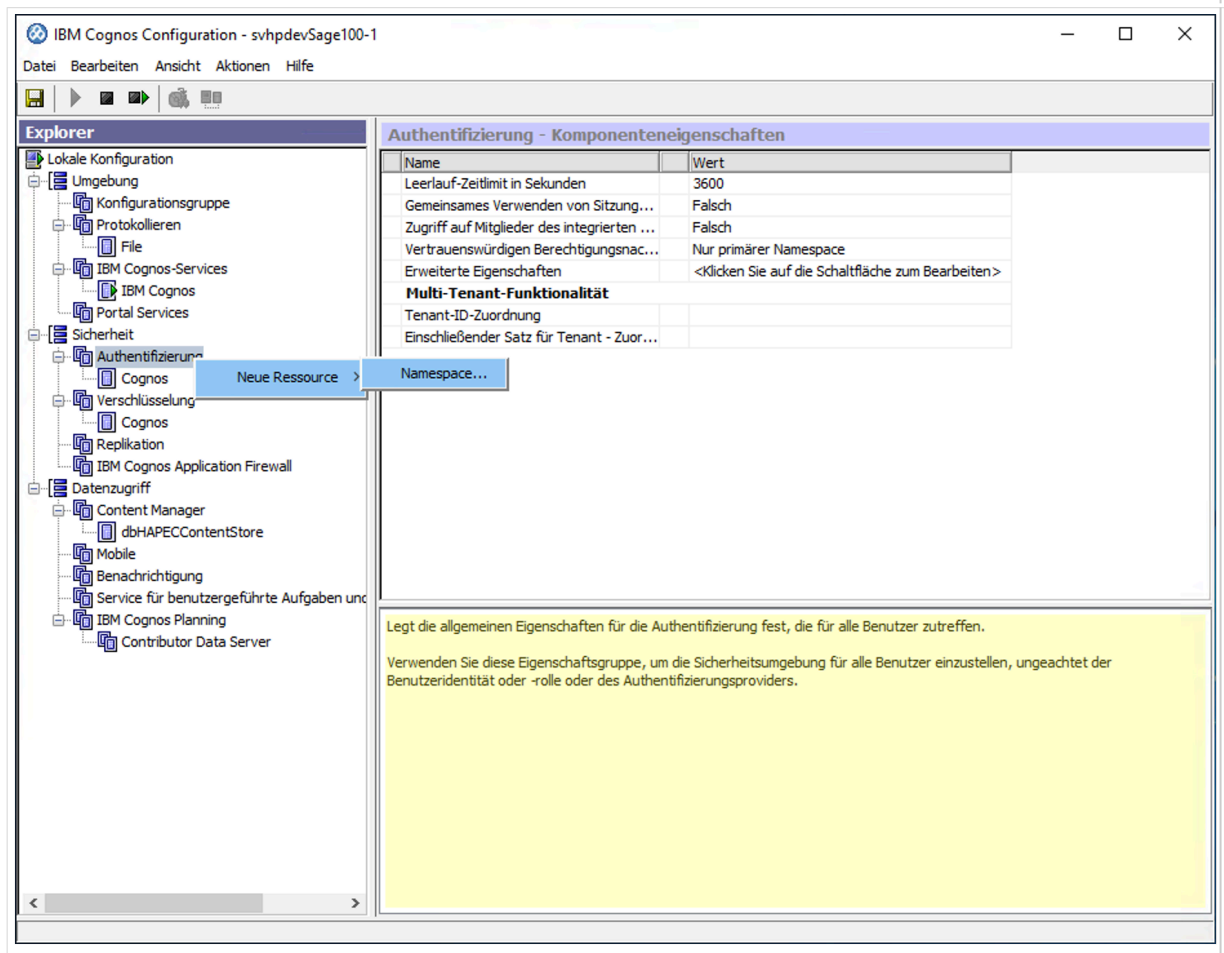 IBM Cognos Configuration - svhpdevSage100-1
Datei Bearbeiten Ansicht Aktionen Hilfe
Explorer
Lokale Konfiguration
Umgebung
Konfigurationsgruppe
Protokollieren
File
IBM Cognos-Services
IBM Cognos
Portal Services
Sicherheit
Authentifizierung
Cognos
Verschlüsselung
Cognos
Replikation
IBM Cognos Application Firewall
Datenzugriff
Content Manager
dbHAPECContentStore
Mobile
Benachrichtigung
Service für benutzergeführte Aufgaben und
IBM Cognos Planning
Contributor Data Server
Neue Ressource
Namespace...
Authentifizierung - Komponenteneigenschaften
Name Wert
Leerlauf-Zeitlimit in Sekunden 3600
Gemeinsames Verwenden von Sitzung... Falsch
Zugriff auf Mitglieder des integrierten ... Falsch
Vertrauenswürdigen Berechtigungsnac... Nur primärer Namespace
Erweiterte Eigenschaften <Klicken Sie auf die Schaltfläche zum Bearbeiten>
Multi-Tenant-Funktionalität
Tenant-ID-Zuordnung
Einschließender Satz für Tenant - Zuor...
Legt die allgemeinen Eigenschaften für die Authentifizierung fest, die für alle Benutzer zutreffen.
Verwenden Sie diese Eigenschaftsgruppe, um die Sicherheitsumgebung für alle Benutzer einzustellen, ungeachtet der
Benutzeridentität oder -rolle oder des Authentifizierungsproviders.